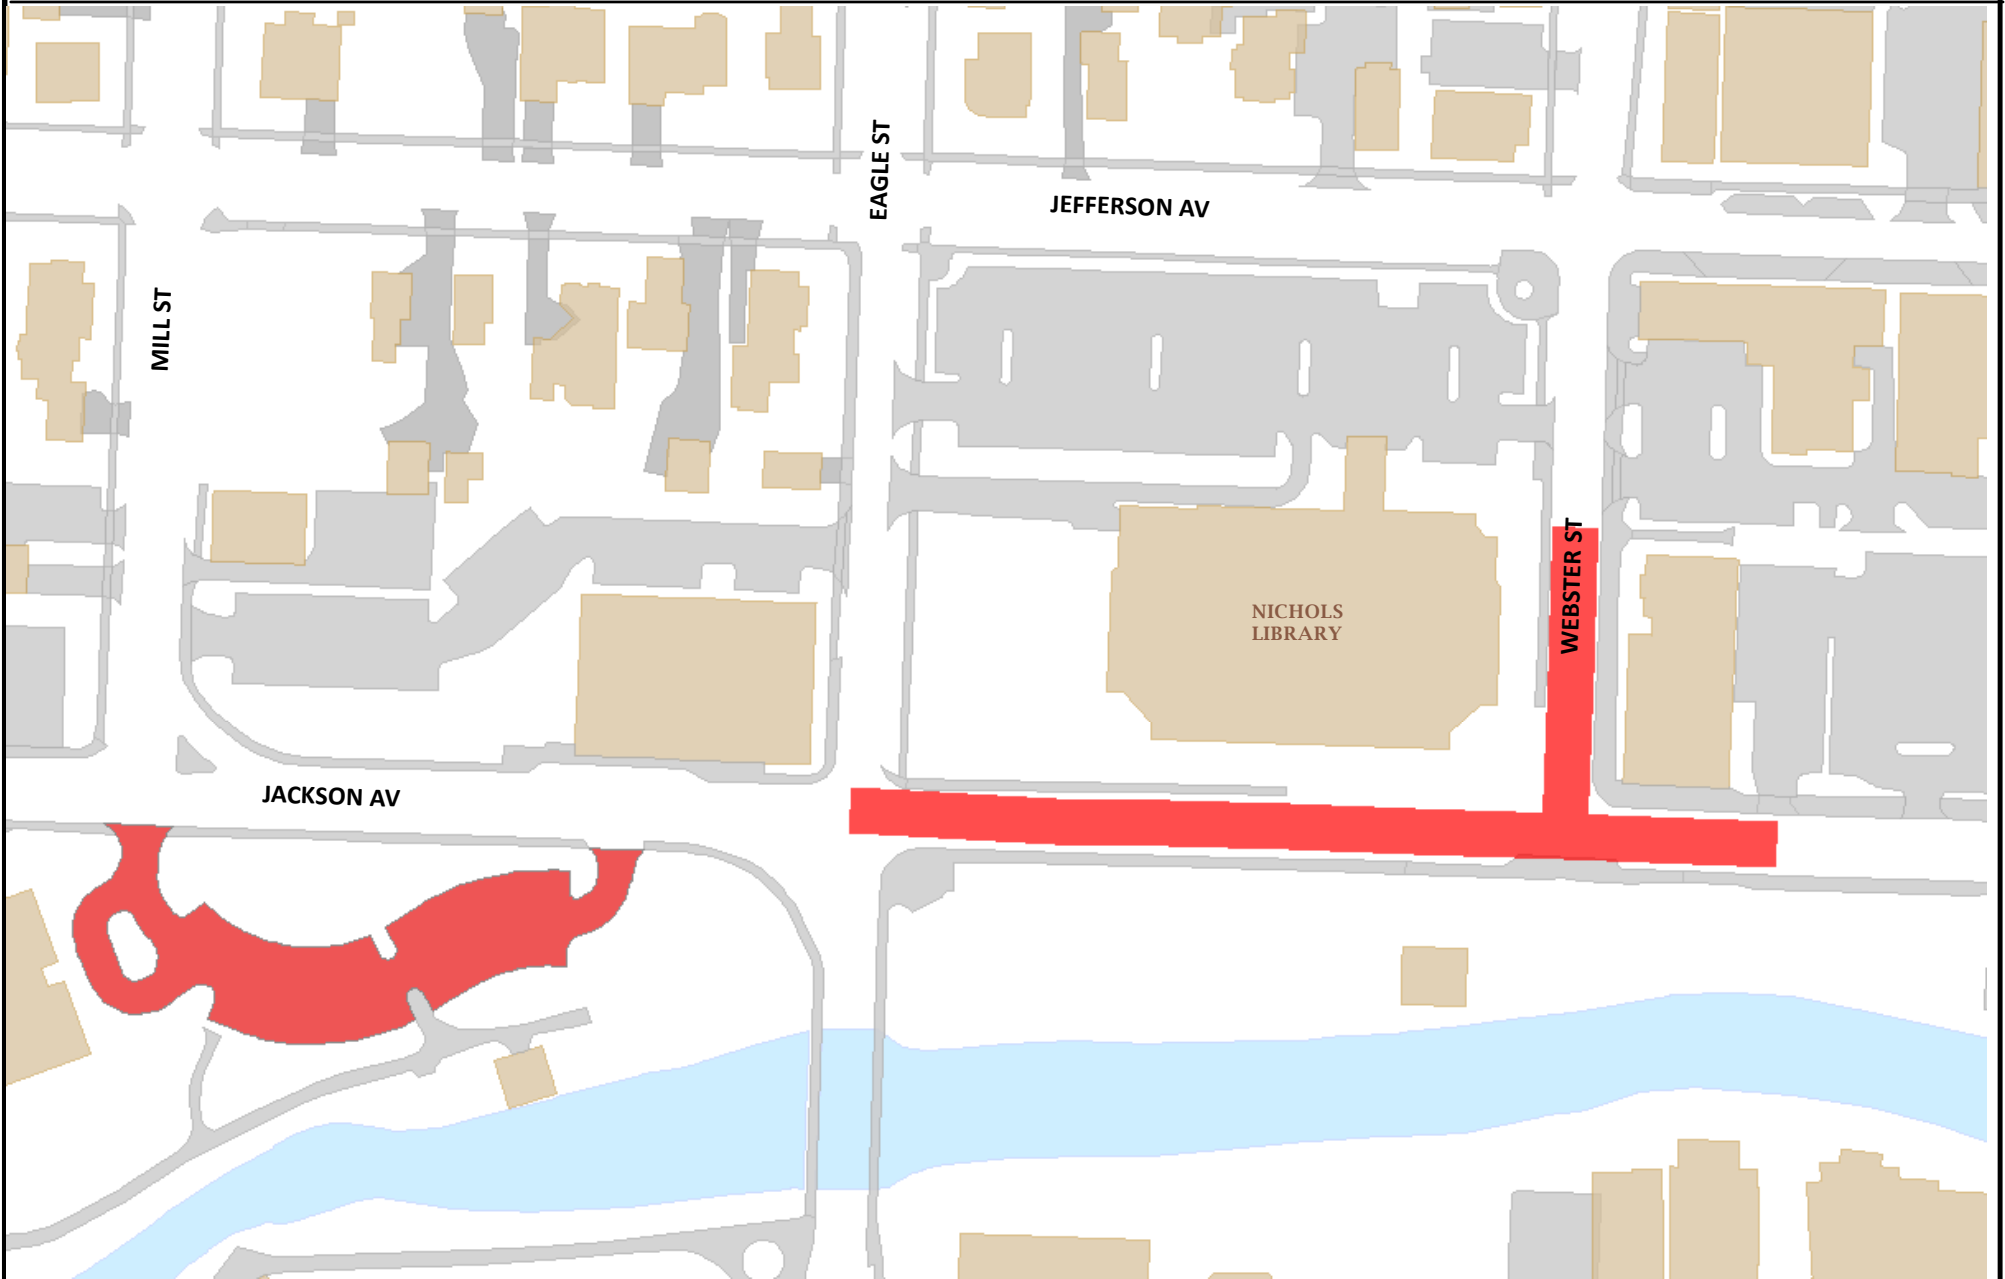 EAGLE ST
JEFFERSON AV
MILL ST
WEBSTER ST
NICHOLS
LIBRARY
JACKSON AV